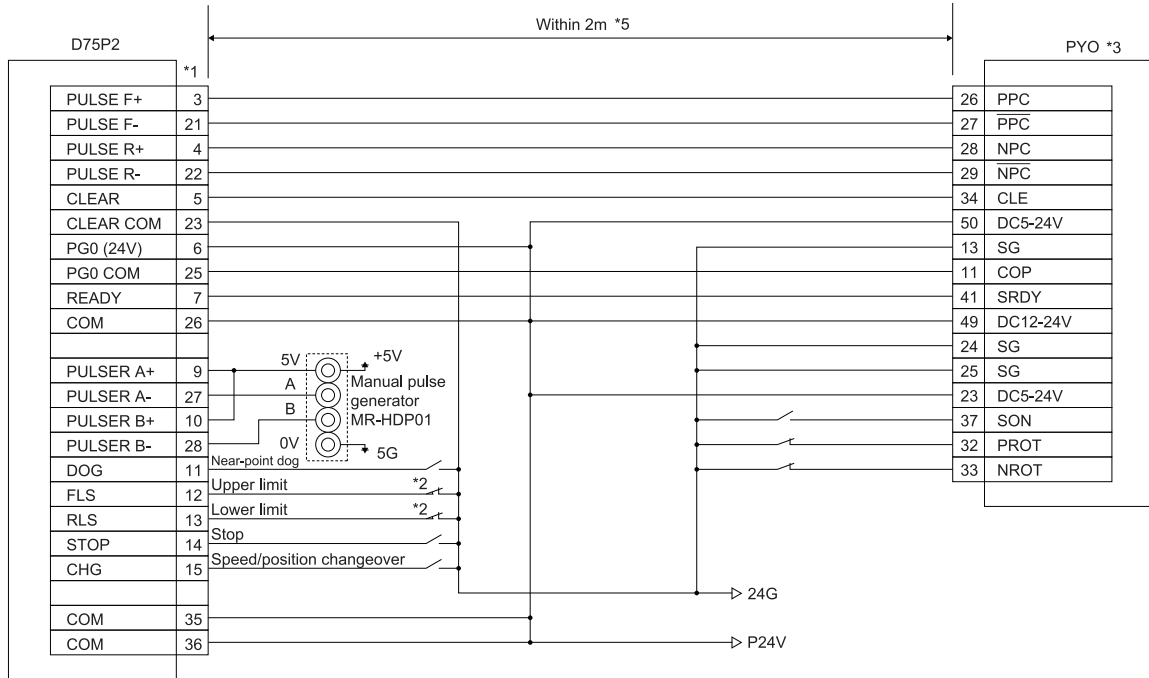 Within 2m *5
D75P2
PYO *3
*1
PULSE F+ 3 26 PPC
PULSE F- 21 27 PPC
PULSE R+ 4 28 NPC
PULSE R- 22 29 NPC
CLEAR 5 34 CLE
CLEAR COM 23 50 DC5-24V
PG0 (24V) 6 13 SG
PG0 COM 25 11 COP
READY 7 41 SRDY
COM 26 49 DC12-24V
24 SG
5V +5V
PULSER A+ 9 25 SG
A Manual pulse
PULSER A- 27 23 DC5-24V
generator
B MR-HDP01
PULSER B+ 10 37 SON
PULSER B- 28 0V 5G 32 PROT
DOG 11 Near-point dog 33 NROT
FLS 12 Upper limit *2
RLS 13 Lower limit *2
STOP 14 Stop
CHG 15 Speed/position changeover
24G
COM 35
COM 36 P24V